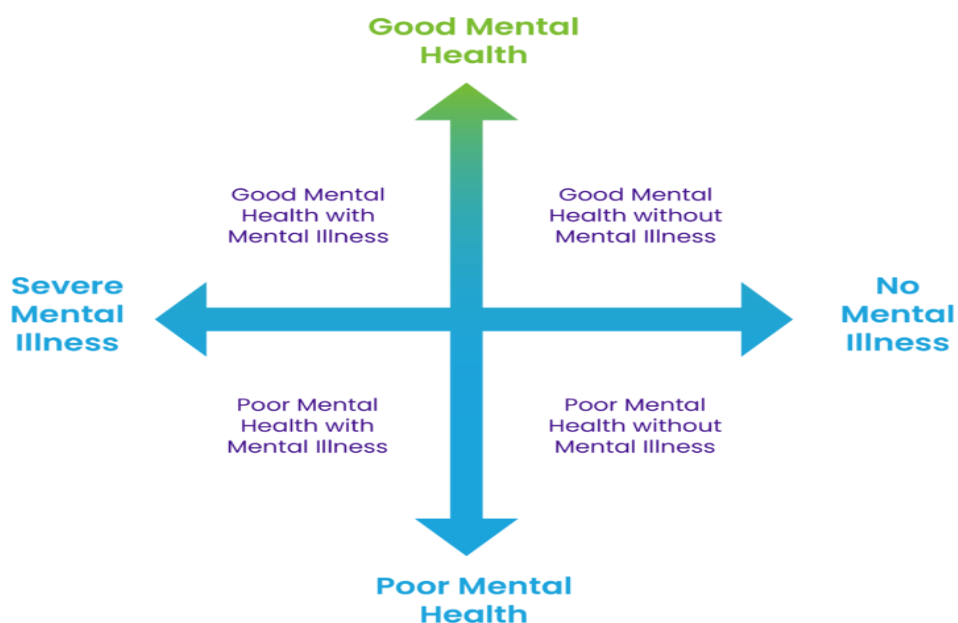 Good Mental
Health
Good Mental
Health with
Mental Illness
Good Mental
Health without
Mental Illness
Severe
Mental
Illness
No
Mental
Illness
Poor Mental
Health with
Mental Illness
Poor Mental
Health without
Mental Illness
Poor Mental
Health